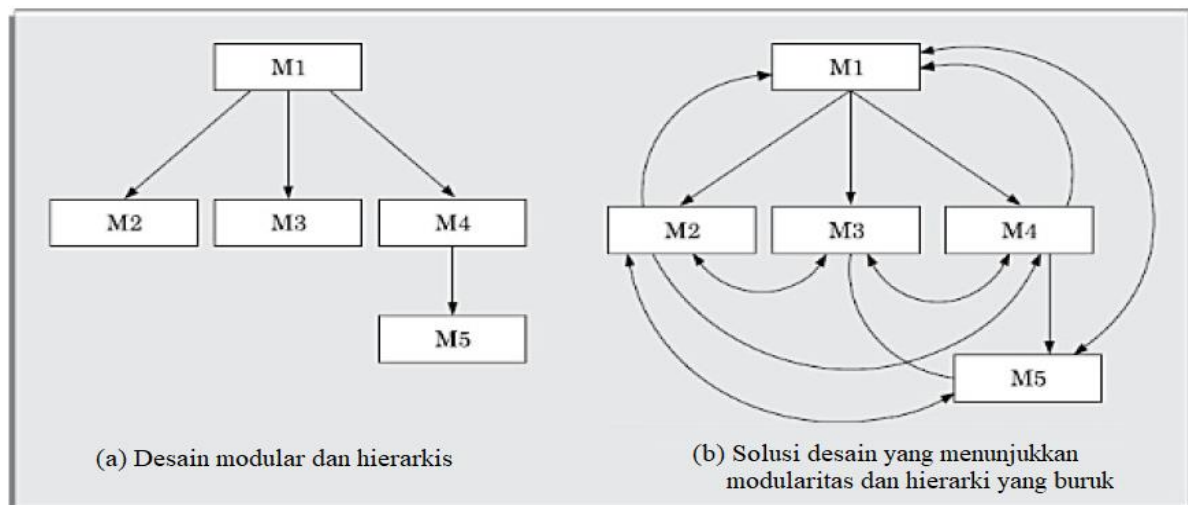 M1
M2
M3
M4
M5
(a) Desain modular dan hierarkis
M1
M2
M3
M4
M5
(b) Solusi desain yang menunjukkan
modularitas dan hierarki yang buruk